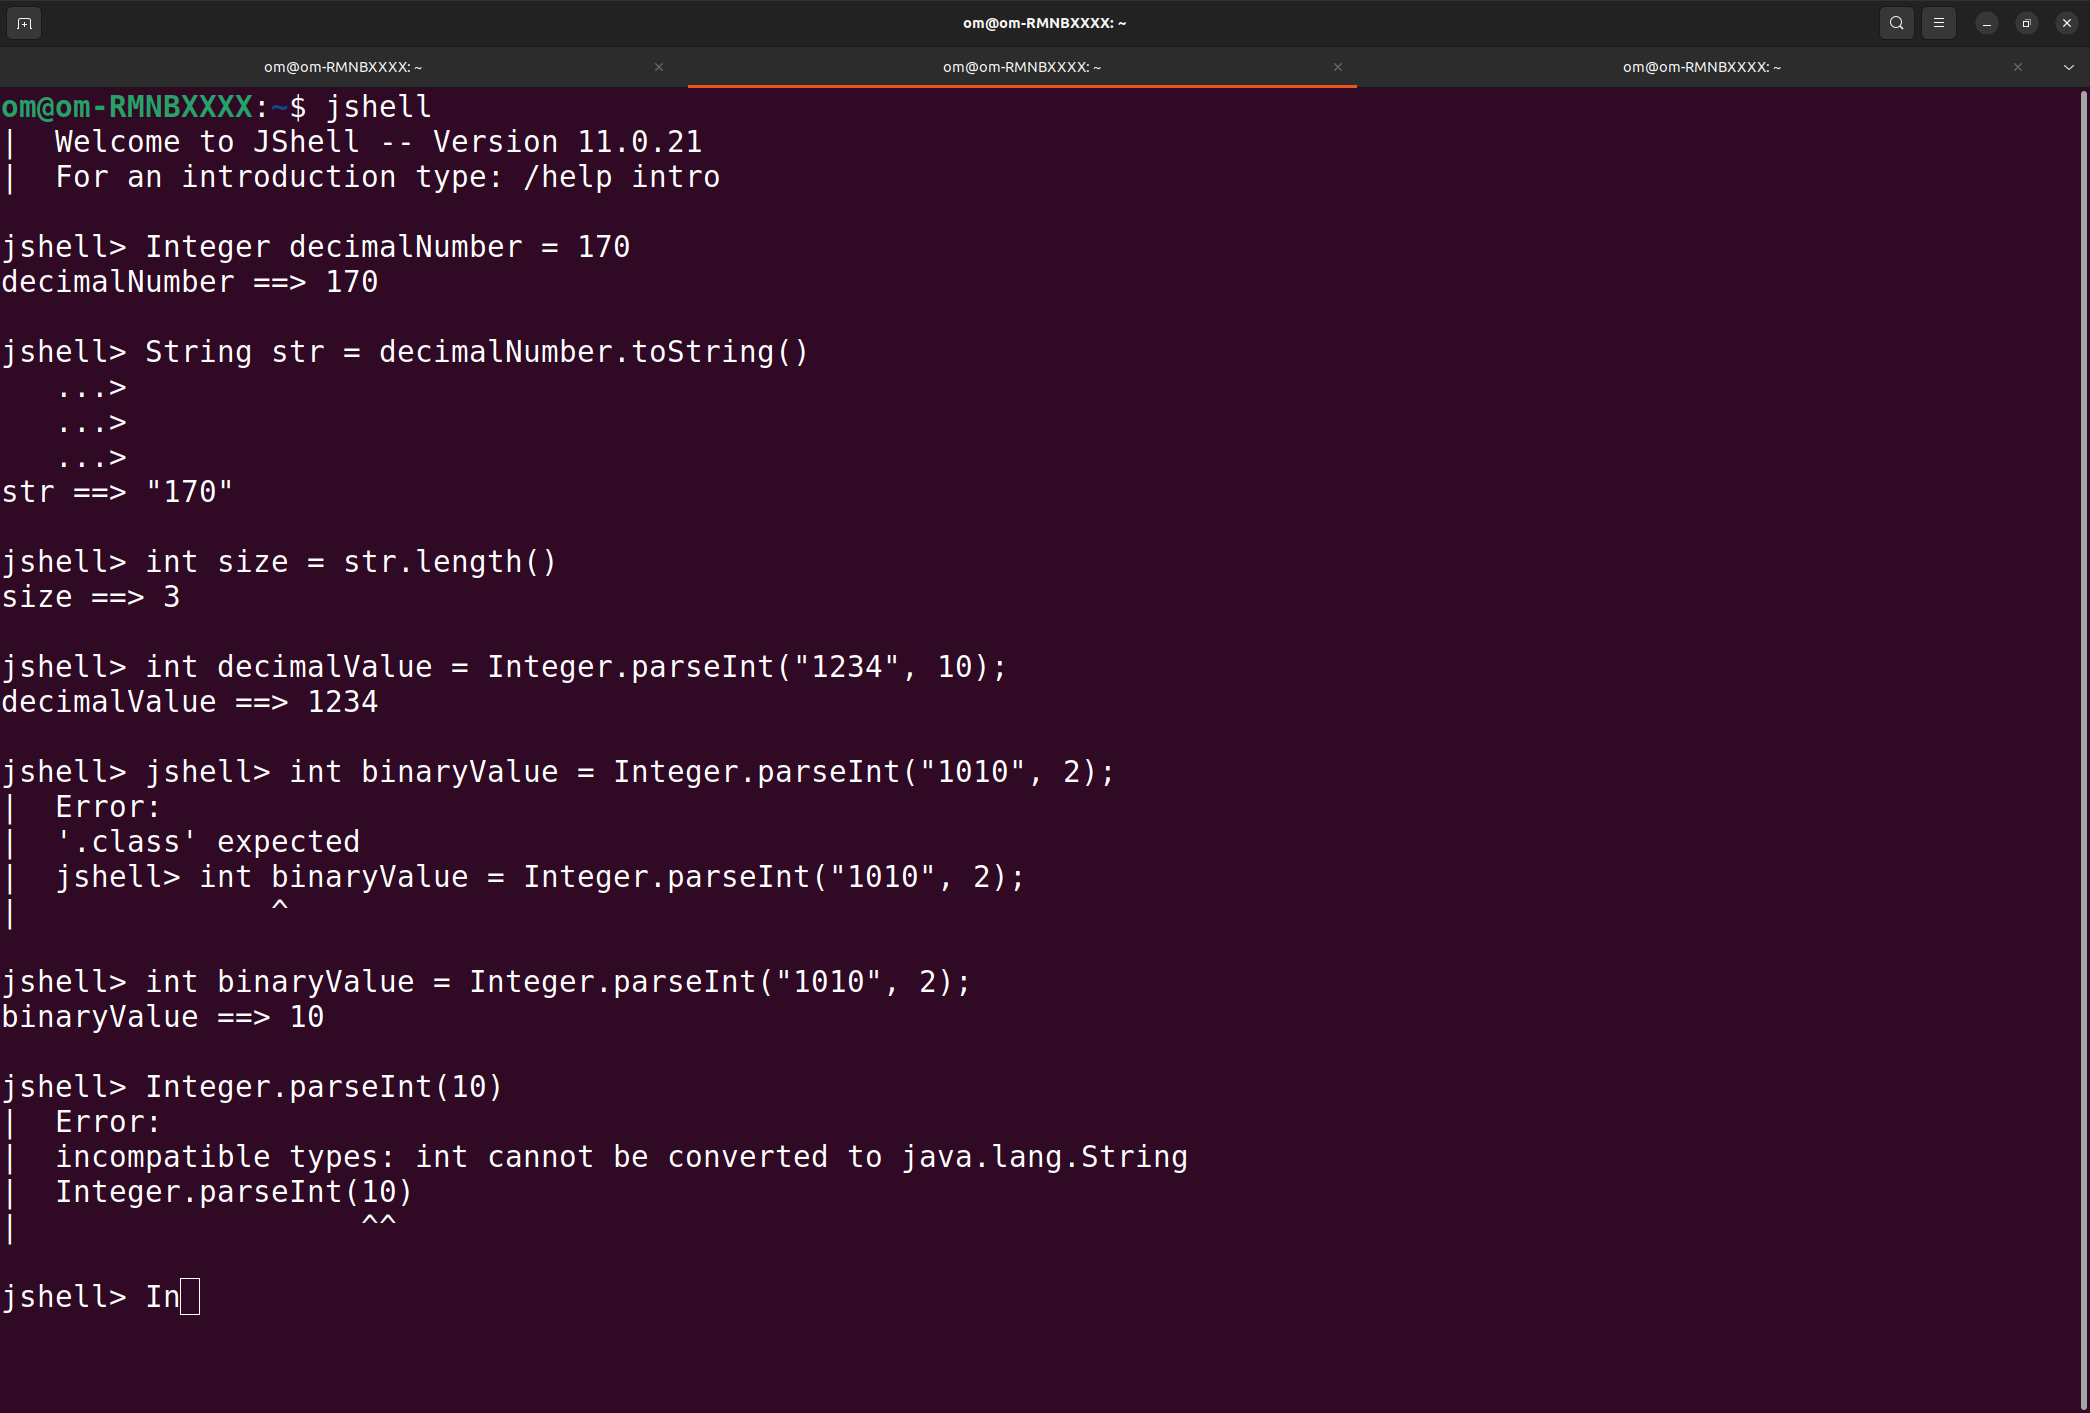 om@om-RMNBXXXX: ~
om@om-RMNBXXXX: ~
om@om-RMNBXXXX: ~
om@om-RMNBXXXX: ~
om@om-RMNBXXXX:~$ jshell
|  Welcome to JShell -- Version 11.0.21
|  For an introduction type: /help intro
jshell> Integer decimalNumber = 170
decimalNumber ==> 170
jshell> String str = decimalNumber.toString()
   ...>
   ...>
   ...>
str ==> "170"
jshell> int size = str.length()
size ==> 3
jshell> int decimalValue = Integer.parseInt("1234", 10);
decimalValue ==> 1234
jshell> jshell> int binaryValue = Integer.parseInt("1010", 2);
|  Error:
|  '.class' expected
|  jshell> int binaryValue = Integer.parseInt("1010", 2);
|              ^
jshell> int binaryValue = Integer.parseInt("1010", 2);
binaryValue ==> 10
jshell> Integer.parseInt(10)
|  Error:
|  incompatible types: int cannot be converted to java.lang.String
|  Integer.parseInt(10)
|                   ^^
jshell> In